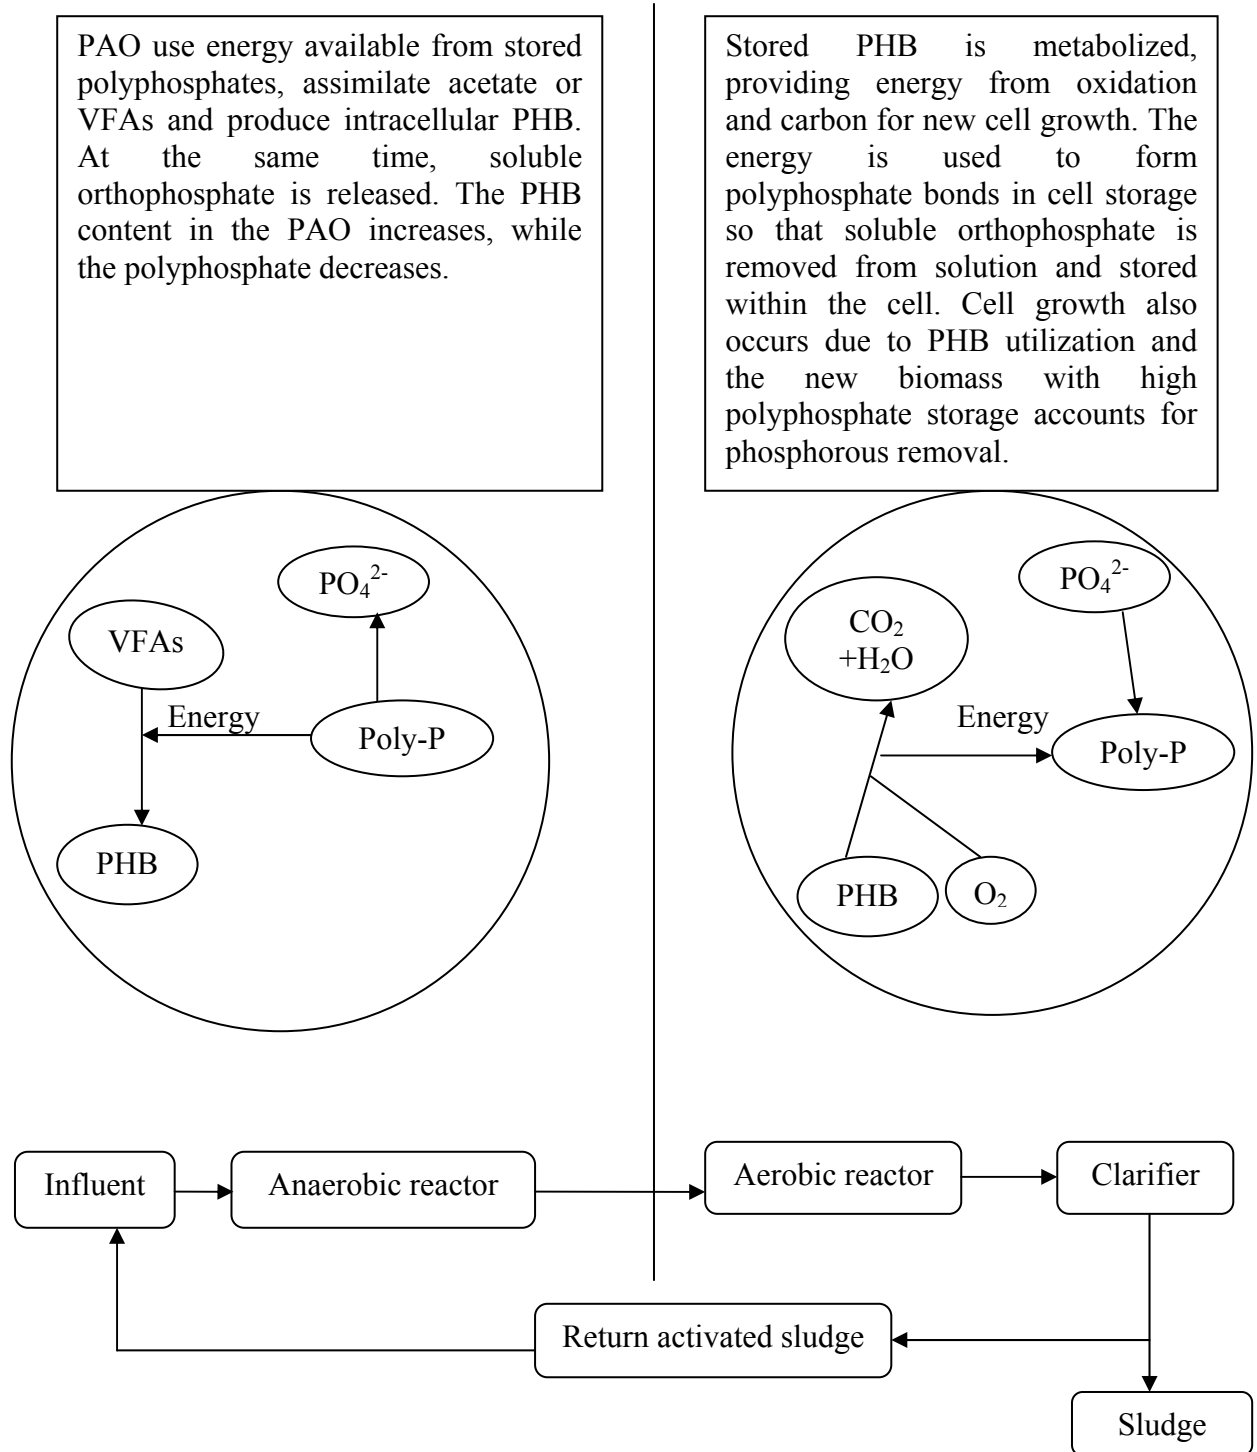 PAO use energy available from stored
polyphosphates, assimilate acetate or
VFAs and produce intracellular PHB.
At the same time, soluble
orthophosphate is released. The PHB
content in the PAO increases, while
the polyphosphate decreases.
Stored PHB is metabolized,
providing energy from oxidation
and carbon for new cell growth. The
energy is used to form
polyphosphate bonds in cell storage
so that soluble orthophosphate is
removed from solution and stored
within the cell. Cell growth also
occurs due to PHB utilization and
the new biomass with high
polyphosphate storage accounts for
phosphorous removal.
PO₄²⁻
VFAs
Energy
Poly-P
PHB
PO₄²⁻
CO₂
+H₂O
Energy
Poly-P
PHB
O₂
Influent
Anaerobic reactor
Aerobic reactor
Clarifier
Return activated sludge
Sludge